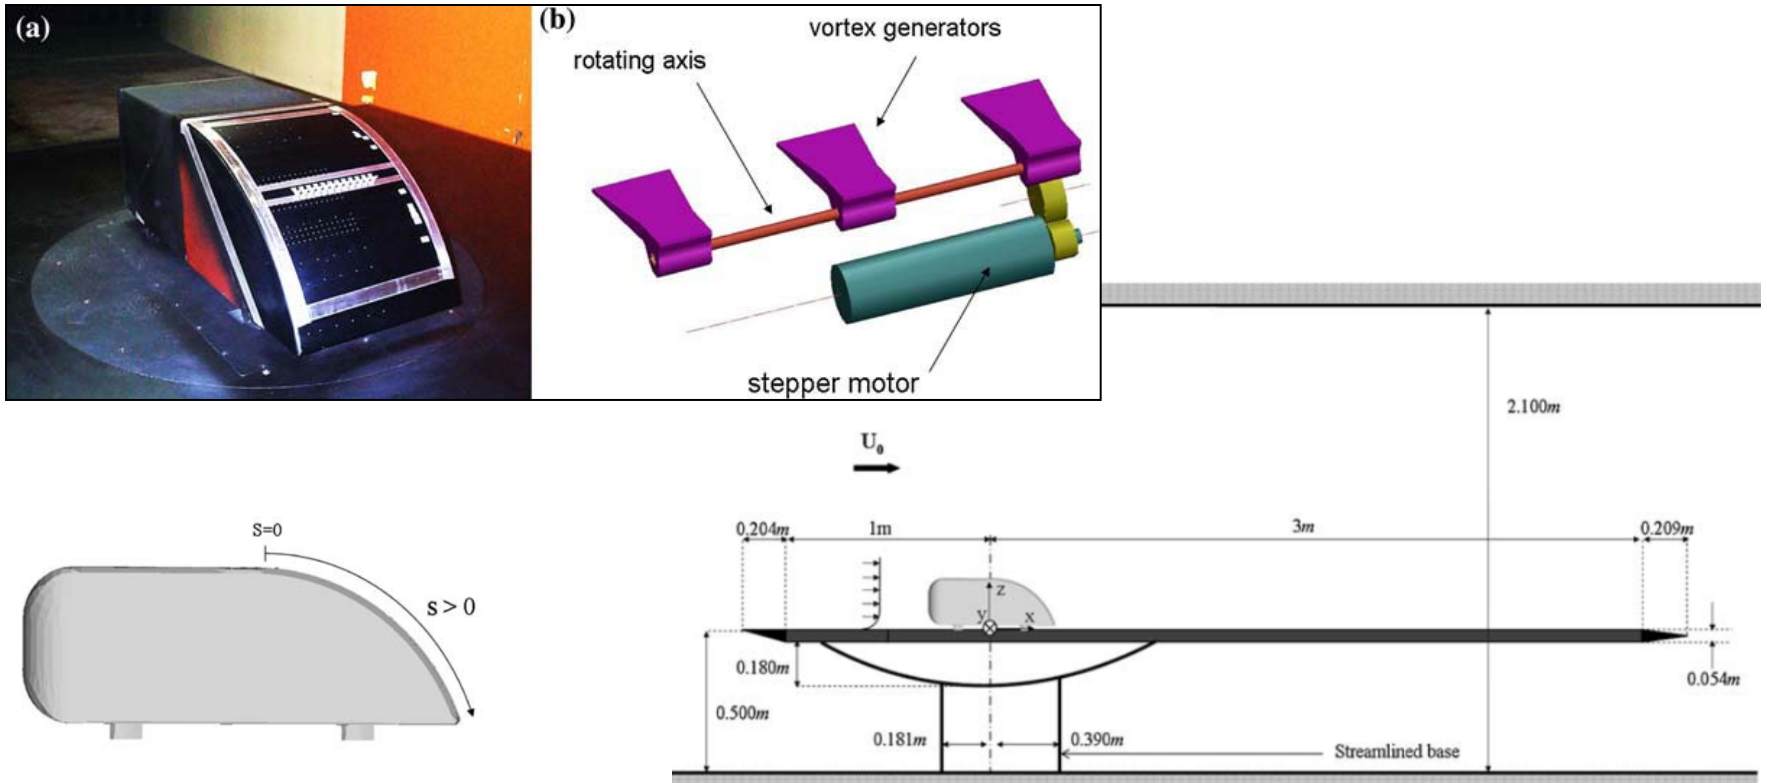 (a)
(b)
vortex generators
rotating axis
stepper motor
S=0
s > 0
U₀
2.100m
0.204m
1m
3m
0.209m
z
y
x
0.180m
0.054m
0.500m
0.181m
0.390m
Streamlined base